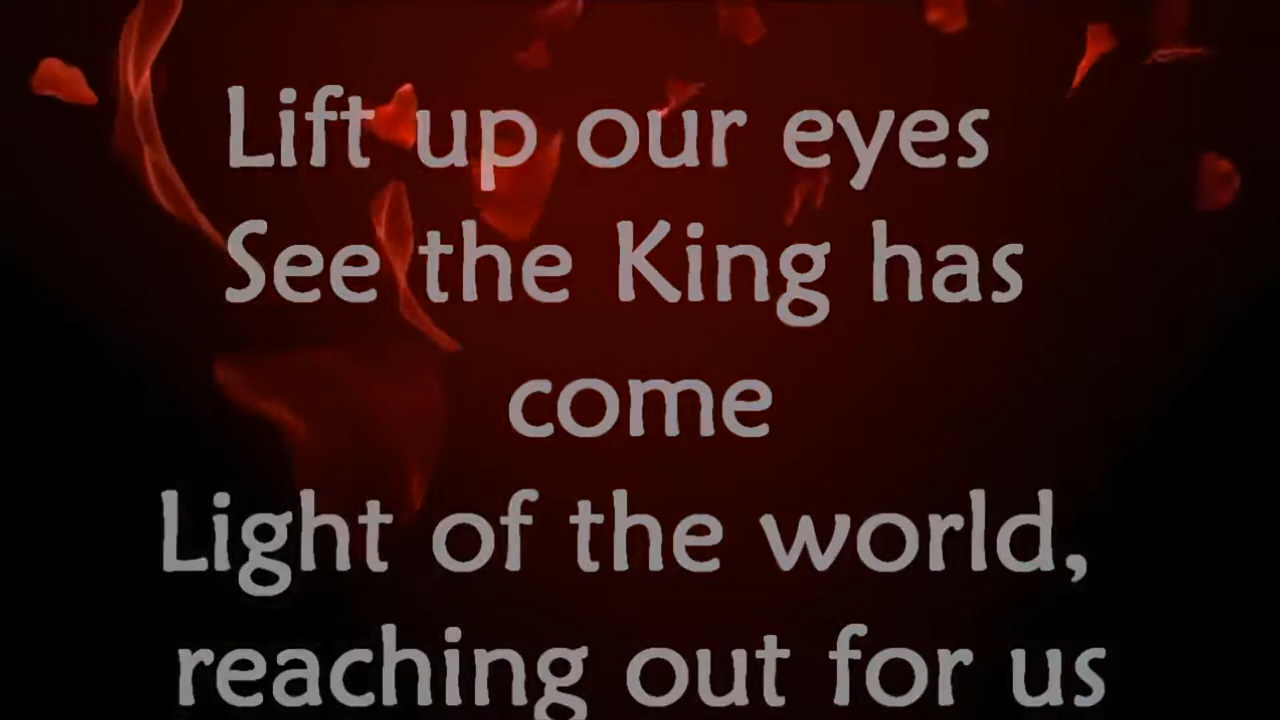 Lift up our eyes
See the King has
come
Light of the world,
reaching out for us